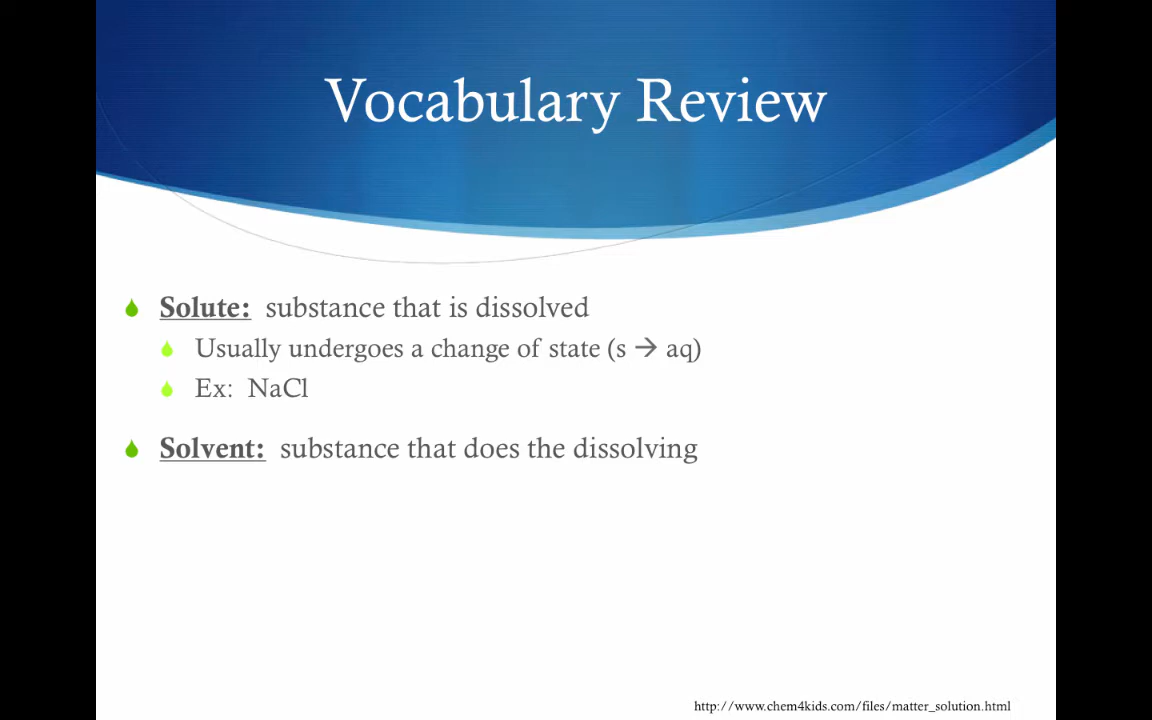 Vocabulary Review
Solute: substance that is dissolved
Usually undergoes a change of state (s → aq)
Ex: NaCl
Solvent: substance that does the dissolving
http://www.chem4kids.com/files/matter_solution.html